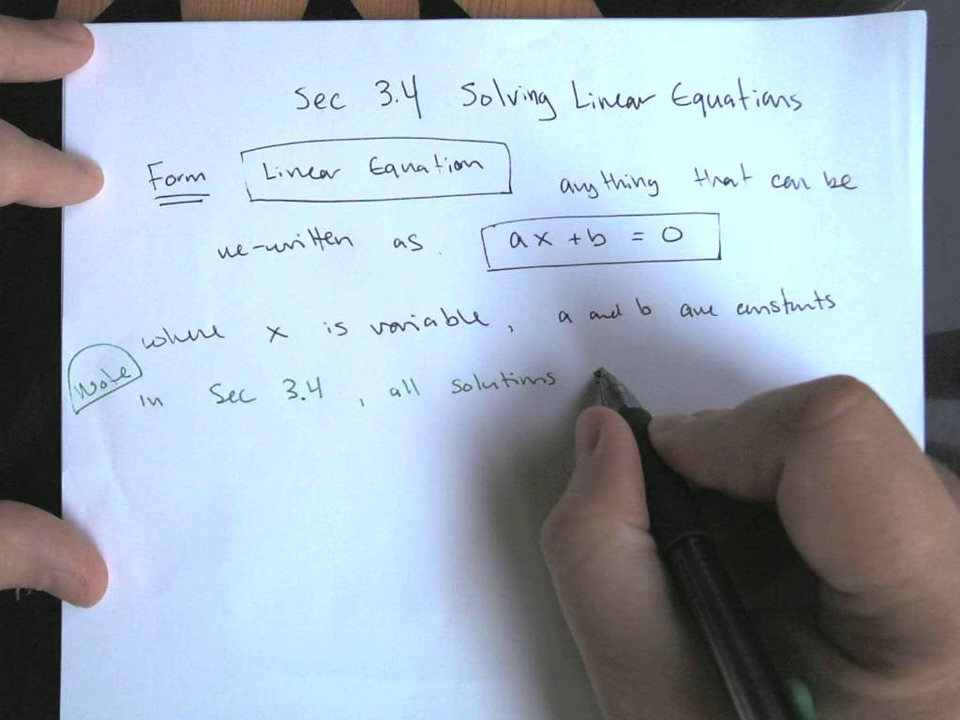 Sec 3.4 Solving Linear Equations
Form Linear Equation anything that can be
re-written as ax + b = 0
where x is variable, a and b are constants
Note In Sec 3.4, all solutions